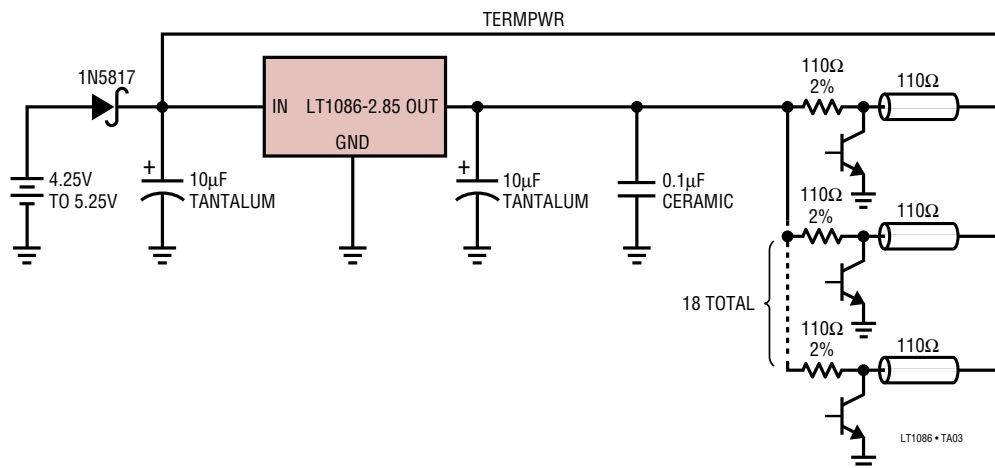 TERMPWR
1N5817
IN LT1086-2.85 OUT
GND
110Ω
2%
110Ω
4.25V
TO 5.25V
+
10µF
TANTALUM
+
10µF
TANTALUM
0.1µF
CERAMIC
110Ω
2%
110Ω
18 TOTAL
110Ω
2%
110Ω
LT1086 • TA03